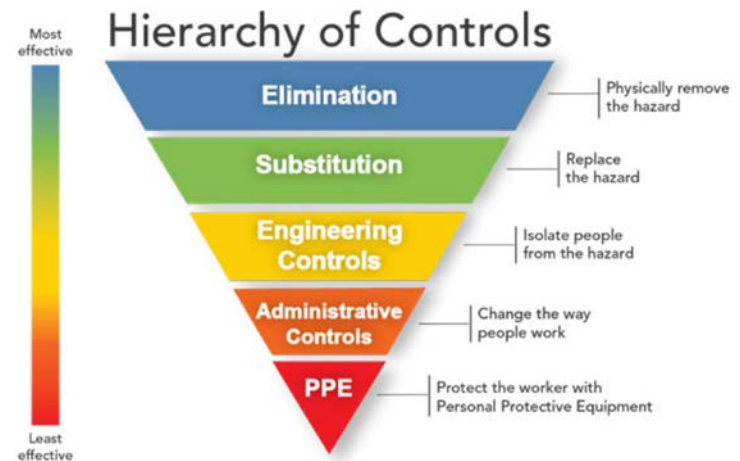 Hierarchy of Controls
Most
effective
Elimination
Physically remove
the hazard
Substitution
Replace
the hazard
Engineering
Controls
Isolate people
from the hazard
Administrative
Controls
Change the way
people work
PPE
Protect the worker with
Personal Protective Equipment
Least
effective